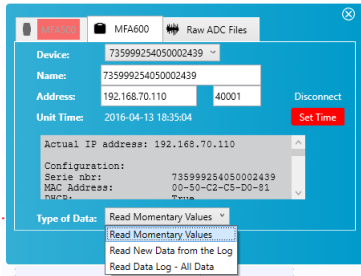 MFA500 MFA600 Raw ADC Files
Device: 735999254050002439
Name: 735999254050002439
Address: 192.168.70.110 40001 Disconnect
Unit Time: 2016-04-13 18:35:04 Set Time
Actual IP address: 192.168.70.110
Configuration:
Serie nbr: 735999254050002439
MAC Address: 00-50-C2-C5-D0-81
DHCP: True
Type of Data: Read Momentary Values
Read Momentary Values
Read New Data from the Log
Read Data Log - All Data